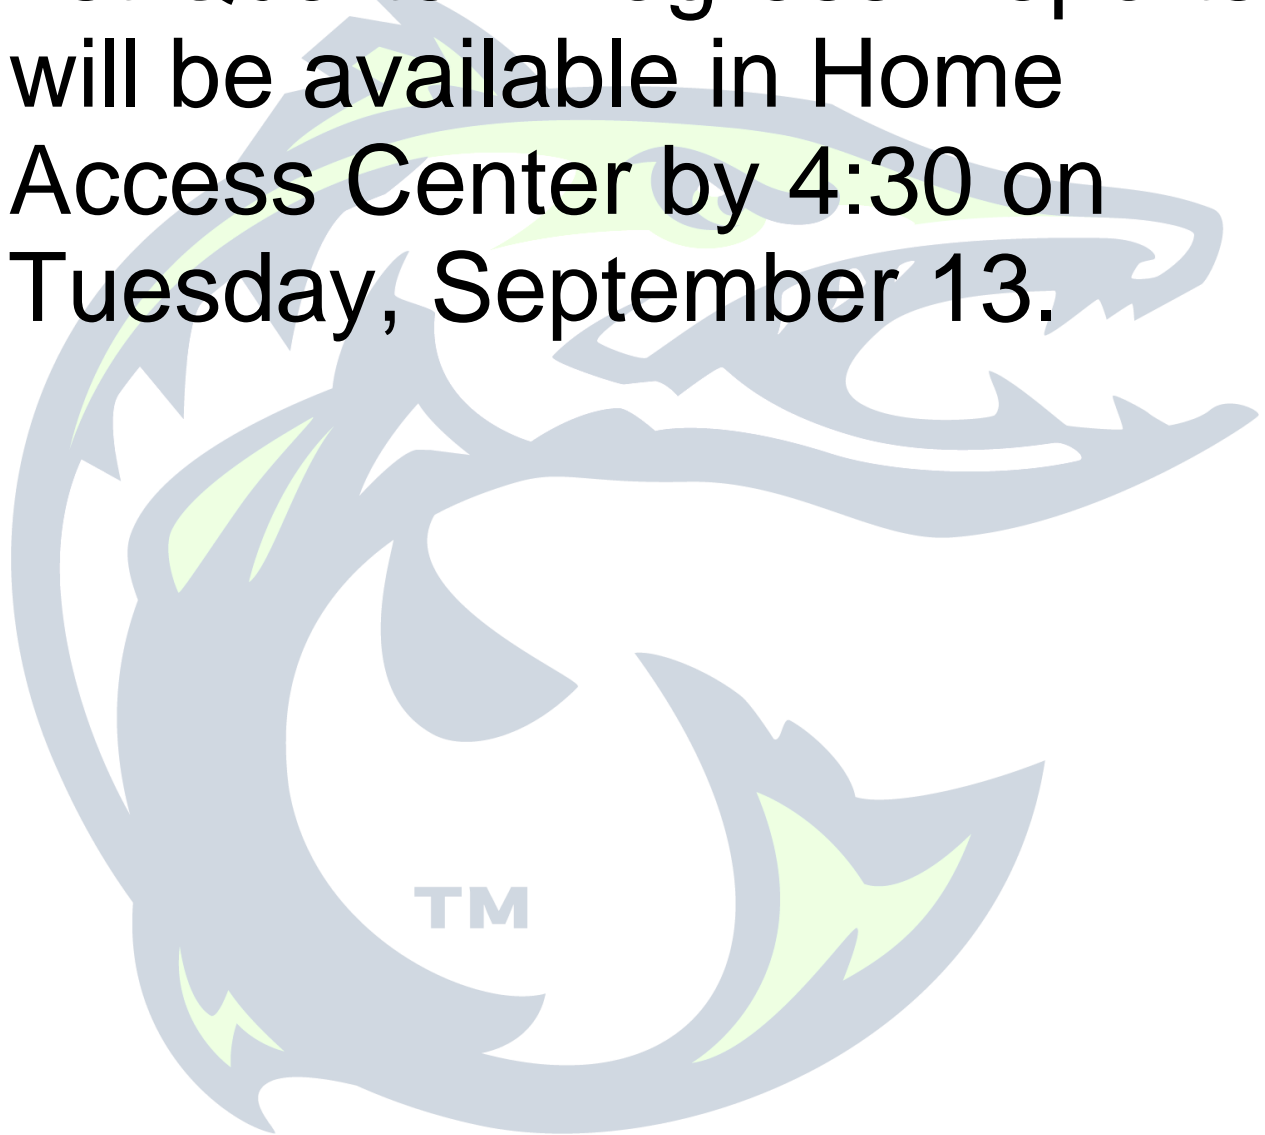 will be available in Home
Access Center by 4:30 on
Tuesday, September 13.
TM